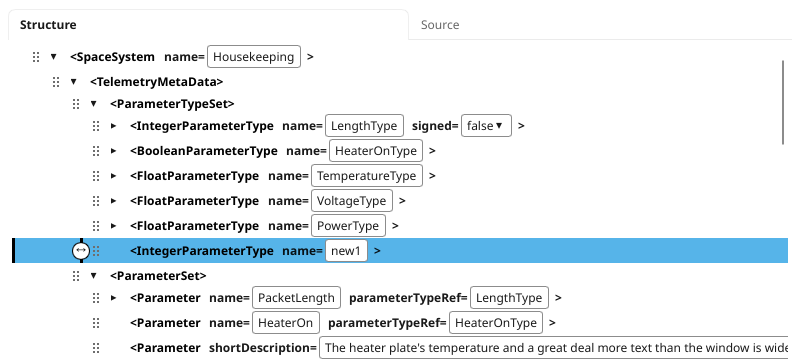 Structure
Source
<SpaceSystem name= Housekeeping >
<TelemetryMetaData>
<ParameterTypeSet>
<IntegerParameterType name= LengthType signed= false >
<BooleanParameterType name= HeaterOnType >
<FloatParameterType name= TemperatureType >
<FloatParameterType name= VoltageType >
<FloatParameterType name= PowerType >
<IntegerParameterType name= new1 >
<ParameterSet>
<Parameter name= PacketLength parameterTypeRef= LengthType >
<Parameter name= HeaterOn parameterTypeRef= HeaterOnType >
<Parameter shortDescription= The heater plate's temperature and a great deal more text than the window is wide